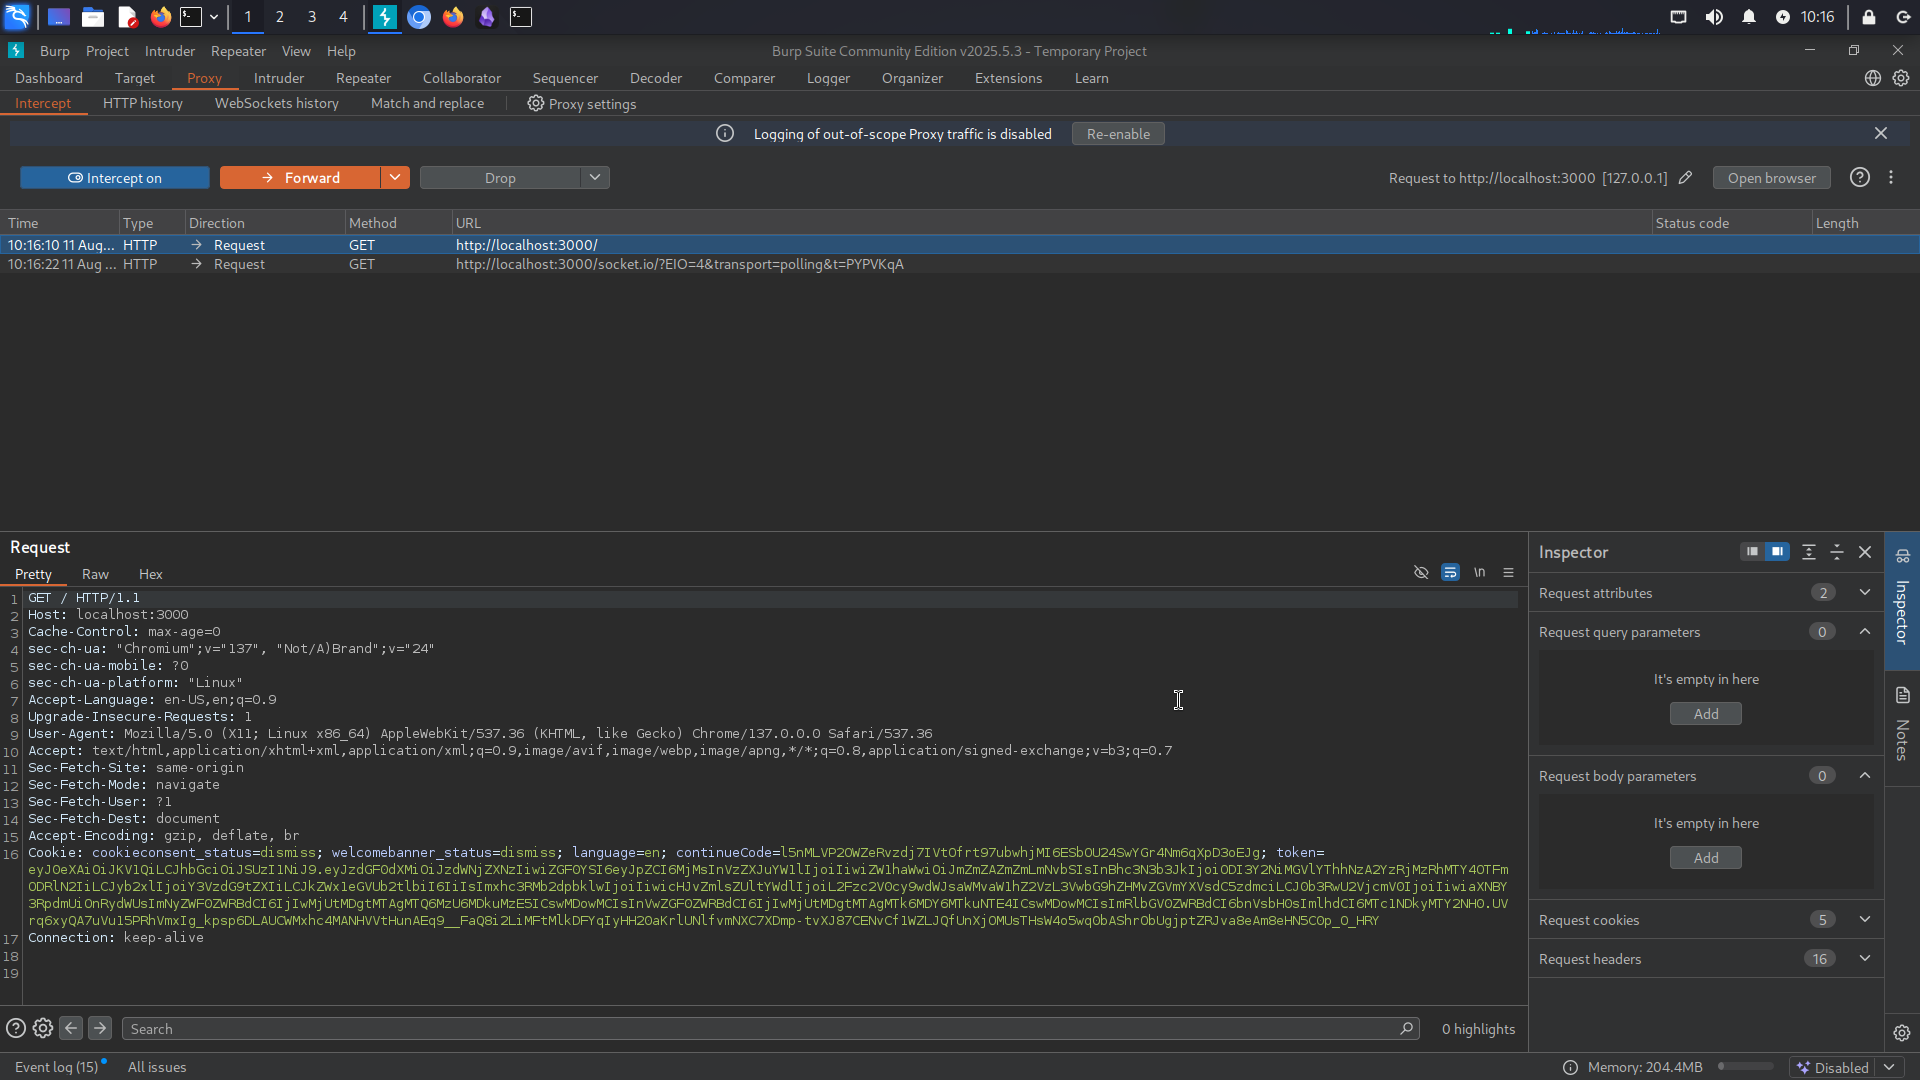 1 2 3 4 10:16
Burp Project Intruder Repeater View Help Burp Suite Community Edition v2025.5.3 - Temporary Project
Dashboard Target Proxy Intruder Repeater Collaborator Sequencer Decoder Comparer Logger Organizer Extensions Learn
Intercept HTTP history WebSockets history Match and replace Proxy settings
Logging of out-of-scope Proxy traffic is disabled Re-enable
Intercept on Forward Drop Request to http://localhost:3000 [127.0.0.1] Open browser
Time Type Direction Method URL Status code Length
10:16:10 11 Aug... HTTP → Request GET http://localhost:3000/
10:16:22 11 Aug ... HTTP → Request GET http://localhost:3000/socket.io/?EIO=4&transport=polling&t=PYPVKqA
Request
Pretty Raw Hex \n
1 GET / HTTP/1.1
2 Host: localhost:3000
3 Cache-Control: max-age=0
4 sec-ch-ua: "Chromium";v="137", "Not/A)Brand";v="24"
5 sec-ch-ua-mobile: ?0
6 sec-ch-ua-platform: "Linux"
7 Accept-Language: en-US,en;q=0.9
8 Upgrade-Insecure-Requests: 1
9 User-Agent: Mozilla/5.0 (X11; Linux x86_64) AppleWebKit/537.36 (KHTML, like Gecko) Chrome/137.0.0.0 Safari/537.36
10 Accept: text/html,application/xhtml+xml,application/xml;q=0.9,image/avif,image/webp,image/apng,*/*;q=0.8,application/signed-exchange;v=b3;q=0.7
11 Sec-Fetch-Site: same-origin
12 Sec-Fetch-Mode: navigate
13 Sec-Fetch-User: ?1
14 Sec-Fetch-Dest: document
15 Accept-Encoding: gzip, deflate, br
16 Cookie: cookieconsent_status=dismiss; welcomebanner_status=dismiss; language=en; continueCode= token=
17 Connection: keep-alive
18
19
Search 0 highlights
Inspector
Request attributes 2
Request query parameters 0
It's empty in here
Add
Request body parameters 0
It's empty in here
Add
Request cookies 5
Request headers 16
Inspector
Notes
Event log (15) All issues Memory: 204.4MB Disabled